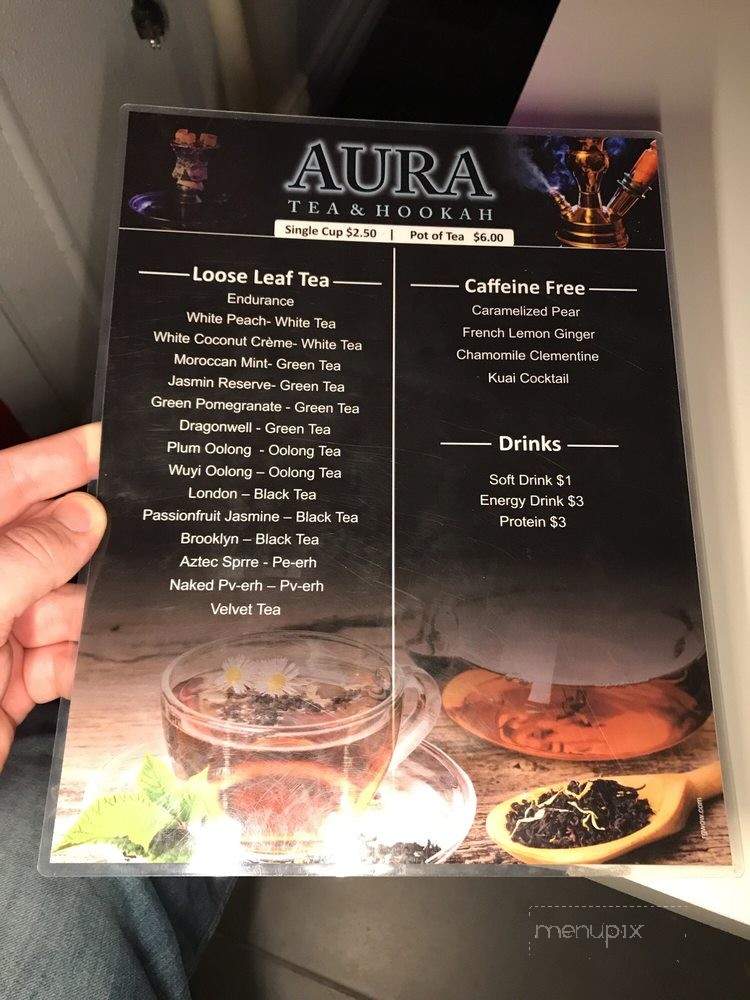 AURA
TEA & HOOKAH
Single Cup $2.50 | Pot of Tea $6.00
Loose Leaf Tea
Endurance
White Peach- White Tea
White Coconut Crème- White Tea
Moroccan Mint- Green Tea
Jasmin Reserve- Green Tea
Green Pomegranate - Green Tea
Dragonwell - Green Tea
Plum Oolong - Oolong Tea
Wuyi Oolong – Oolong Tea
London – Black Tea
Passionfruit Jasmine – Black Tea
Brooklyn – Black Tea
Aztec Sprre - Pe-erh
Naked Pv-erh – Pv-erh
Velvet Tea
Caffeine Free
Caramelized Pear
French Lemon Ginger
Chamomile Clementine
Kuai Cocktail
Drinks
Soft Drink $1
Energy Drink $3
Protein $3
menupix